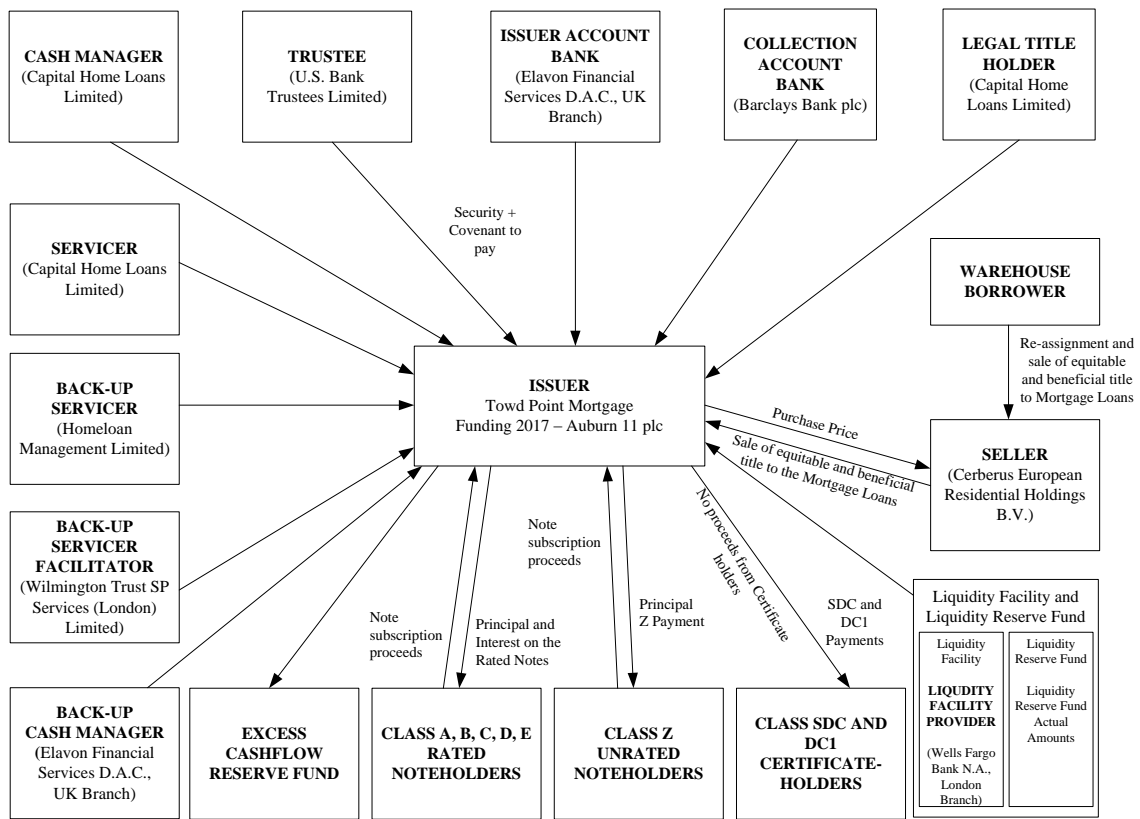 CASH MANAGER
(Capital Home Loans
Limited)
TRUSTEE
(U.S. Bank
Trustees Limited)
ISSUER ACCOUNT
BANK
(Elavon Financial
Services D.A.C., UK
Branch)
COLLECTION
ACCOUNT
BANK
(Barclays Bank plc)
LEGAL TITLE
HOLDER
(Capital Home
Loans Limited)
Security +
Covenant to
pay
SERVICER
(Capital Home Loans
Limited)
WAREHOUSE
BORROWER
Re-assignment and
sale of equitable
and beneficial title
to Mortgage Loans
BACK-UP
SERVICER
(Homeloan
Management Limited)
ISSUER
Towd Point Mortgage
Funding 2017 – Auburn 11 plc
Purchase Price
Sale of equitable and beneficial
title to the Mortgage Loans
SELLER
(Cerberus European
Residential Holdings
B.V.)
BACK-UP
SERVICER
FACILITATOR
(Wilmington Trust SP
Services (London)
Limited)
Note
subscription
proceeds
Principal and
Interest on the
Rated Notes
Note
subscription
proceeds
Principal
Z Payment
No proceeds from Certificate
holders
SDC and
DC1
Payments
Liquidity Facility and
Liquidity Reserve Fund
Liquidity
Facility
LIQUDITY
FACILITY
PROVIDER
(Wells Fargo
Bank N.A.,
London
Branch)
Liquidity
Reserve Fund
Liquidity
Reserve Fund
Actual
Amounts
BACK-UP
CASH MANAGER
(Elavon Financial
Services D.A.C.,
UK Branch)
EXCESS
CASHFLOW
RESERVE FUND
CLASS A, B, C, D, E
RATED
NOTEHOLDERS
CLASS Z
UNRATED
NOTEHOLDERS
CLASS SDC AND
DC1
CERTIFICATE-
HOLDERS